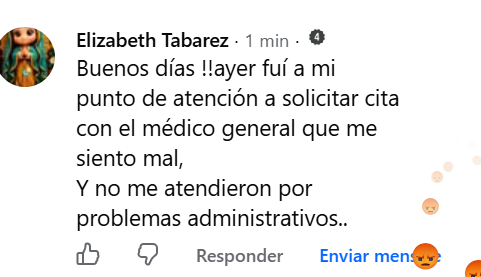 Elizabeth Tabarez · 1 min ·
Buenos días !!ayer fuí a mi
punto de atención a solicitar cita
con el médico general que me
siento mal,
Y no me atendieron por
problemas administrativos..
Responder Enviar